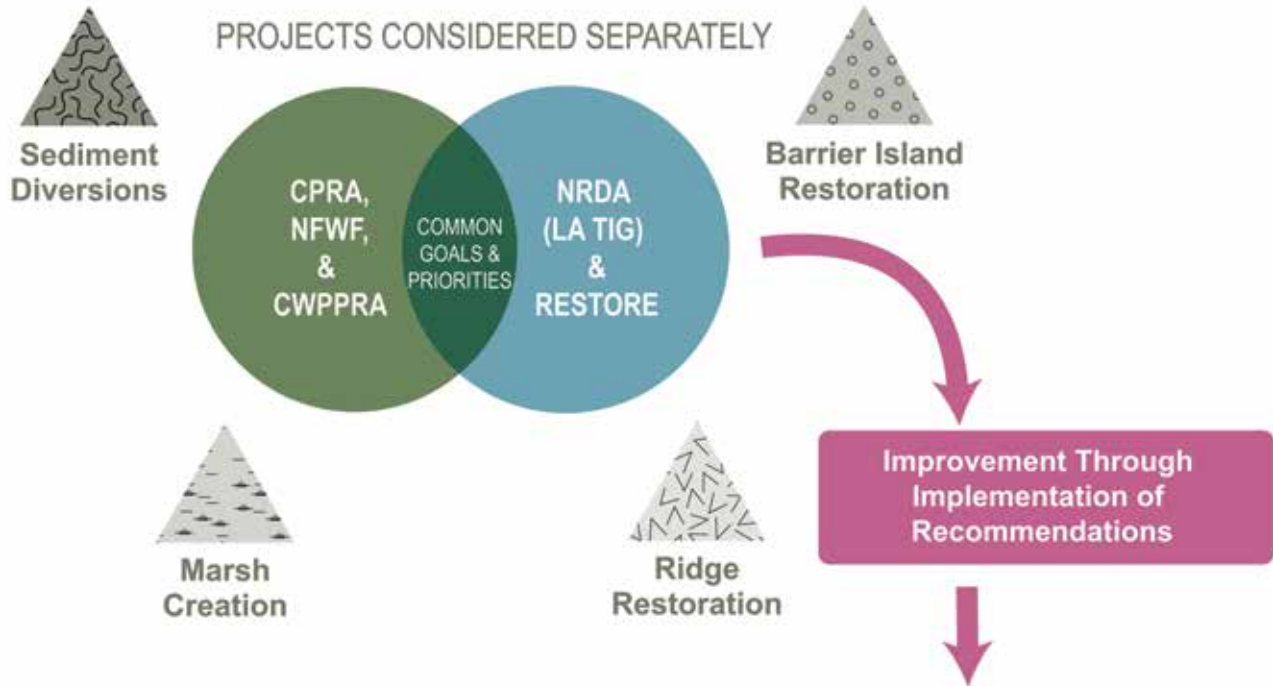 PROJECTS CONSIDERED SEPARATELY
Sediment
Diversions
Barrier Island
Restoration
CPRA,
NFWF,
&
CWPPRA
COMMON
GOALS &
PRIORITIES
NRDA
(LA TIG)
&
RESTORE
Marsh
Creation
Ridge
Restoration
Improvement Through
Implementation of
Recommendations